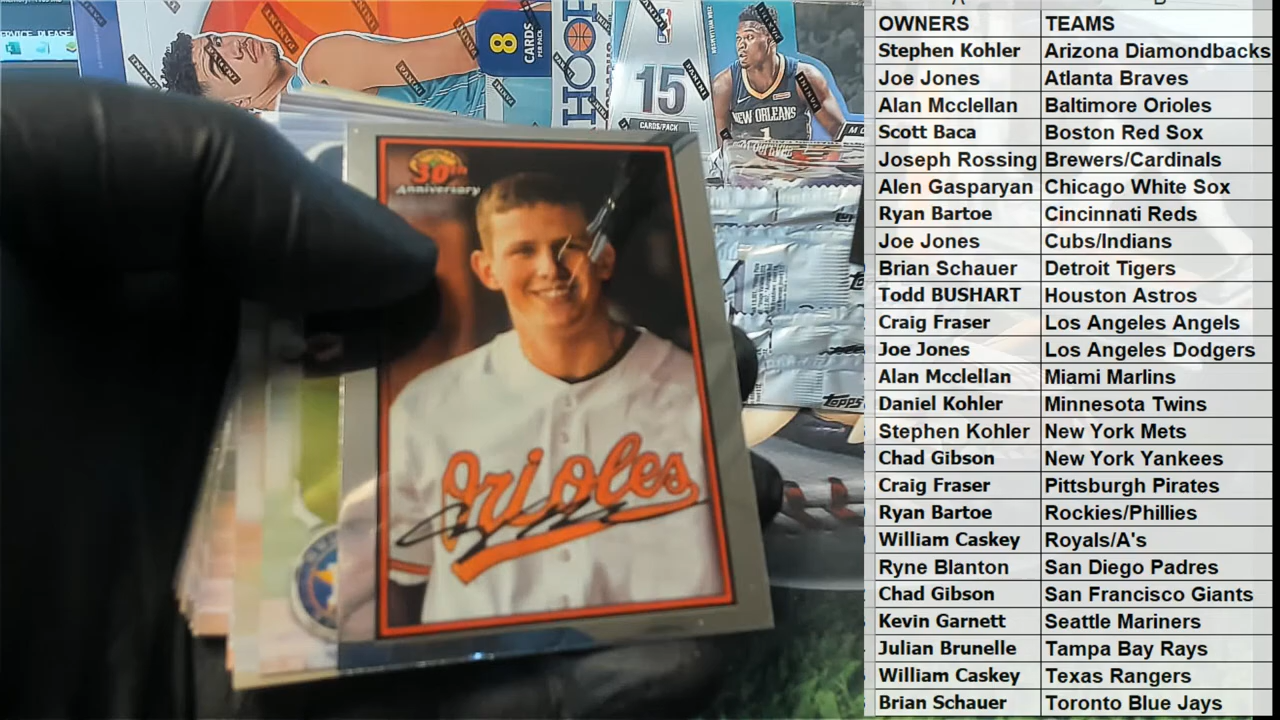 SERVICE, PLEASE
8
CARDS
PER PACK
HOOPS
PANINI
15
CARDS/PACK
NEW ORLEANS
1
30th
Anniversary
Orioles
Topps
OWNERS TEAMS
Stephen Kohler Arizona Diamondbacks
Joe Jones Atlanta Braves
Alan Mcclellan Baltimore Orioles
Scott Baca Boston Red Sox
Joseph Rossing Brewers/Cardinals
Alen Gasparyan Chicago White Sox
Ryan Bartoe Cincinnati Reds
Joe Jones Cubs/Indians
Brian Schauer Detroit Tigers
Todd BUSHART Houston Astros
Craig Fraser Los Angeles Angels
Joe Jones Los Angeles Dodgers
Alan Mcclellan Miami Marlins
Daniel Kohler Minnesota Twins
Stephen Kohler New York Mets
Chad Gibson New York Yankees
Craig Fraser Pittsburgh Pirates
Ryan Bartoe Rockies/Phillies
William Caskey Royals/A's
Ryne Blanton San Diego Padres
Chad Gibson San Francisco Giants
Kevin Garnett Seattle Mariners
Julian Brunelle Tampa Bay Rays
William Caskey Texas Rangers
Brian Schauer Toronto Blue Jays